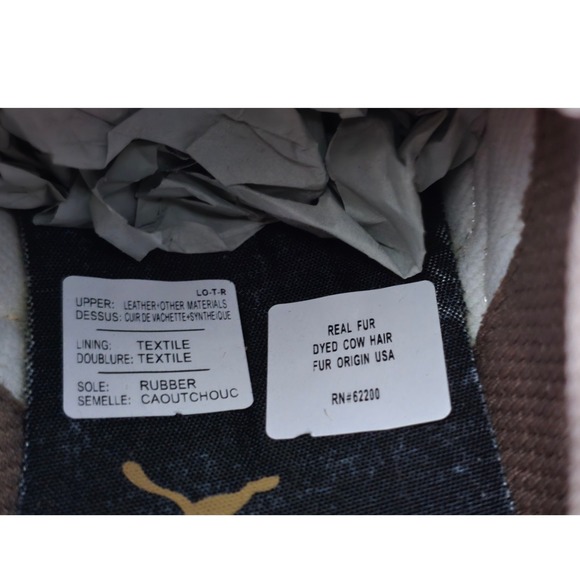 LO-T-R
UPPER: LEATHER+OTHER MATERIALS
DESSUS: CUIR DE VACHETTE+SYNTHEIQUE
LINING: TEXTILE
DOUBLURE: TEXTILE
SOLE: RUBBER
SEMELLE: CAOUTCHOUC
REAL FUR
DYED COW HAIR
FUR ORIGIN USA
RN#62200